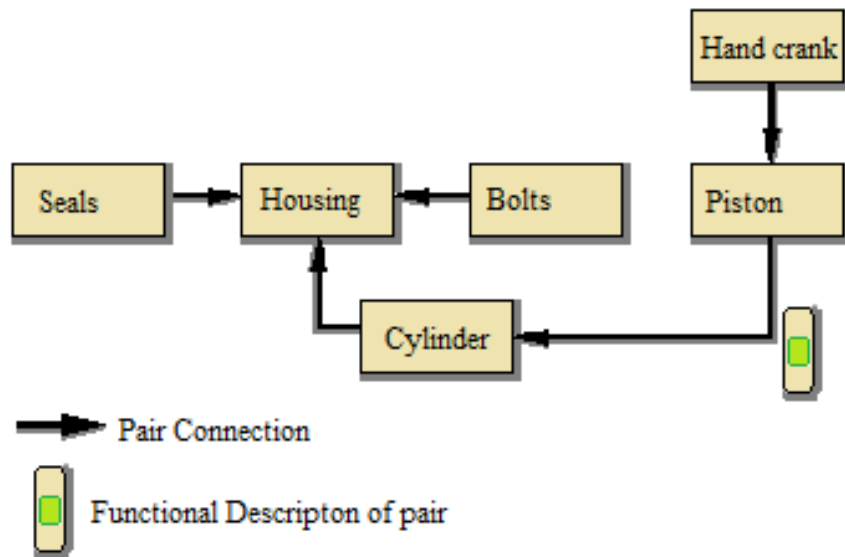 Hand crank
Seals
Housing
Bolts
Piston
Cylinder
Pair Connection
Functional Descripton of pair